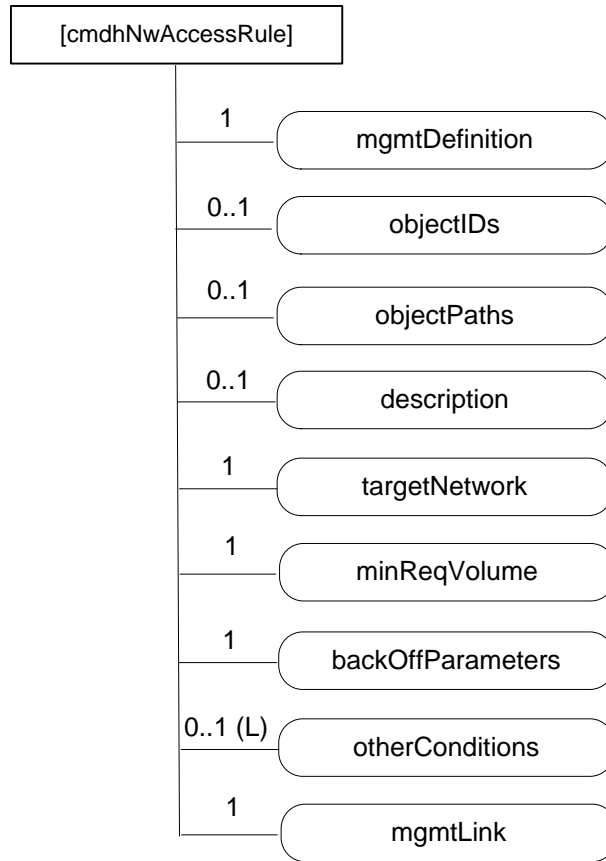 [cmdhNwAccessRule]
1
mgmtDefinition
0..1
objectIDs
0..1
objectPaths
0..1
description
1
targetNetwork
1
minReqVolume
1
backOffParameters
0..1 (L)
otherConditions
1
mgmtLink